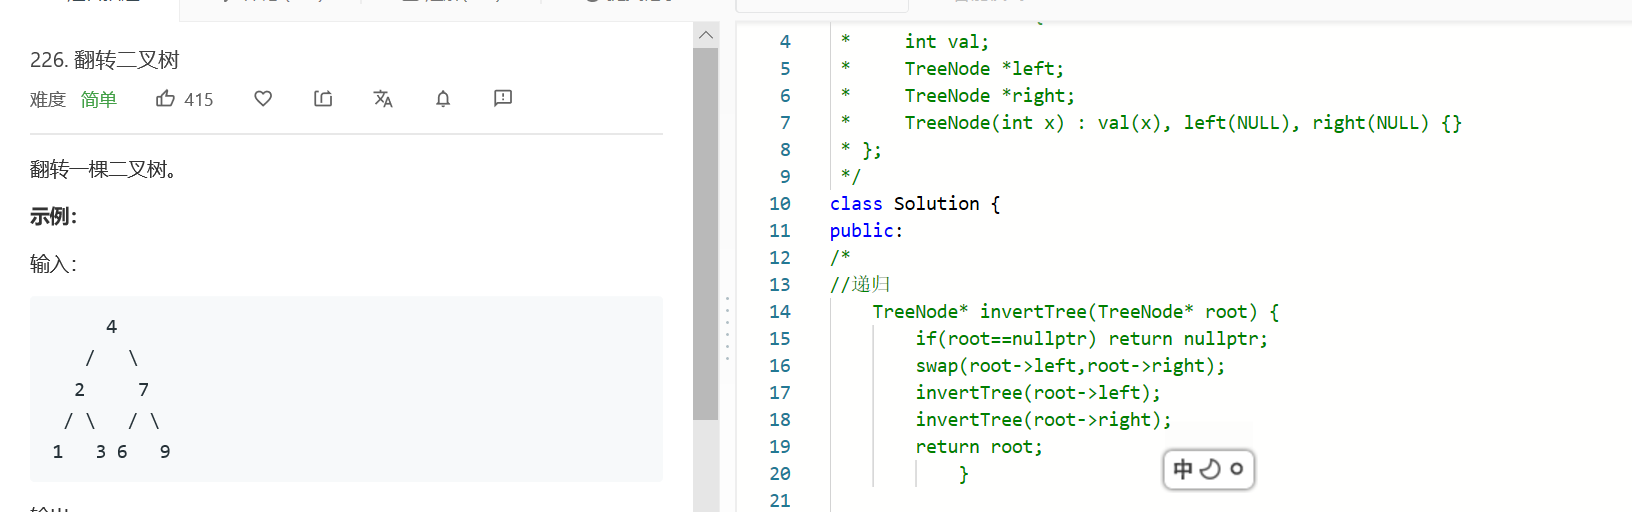 226. 翻转二叉树
难度 简单 415
翻转一棵二叉树。
示例：
输入：
4
/ \
2 7
/ \ / \
1 3 6 9
{
4 * int val;
5 * TreeNode *left;
6 * TreeNode *right;
7 * TreeNode(int x) : val(x), left(NULL), right(NULL) {}
8 * };
9 */
10 class Solution {
11 public:
12 /*
13 //递归
14 TreeNode* invertTree(TreeNode* root) {
15 if(root==nullptr) return nullptr;
16 swap(root->left,root->right);
17 invertTree(root->left);
18 invertTree(root->right);
19 return root;
20 }
21
中